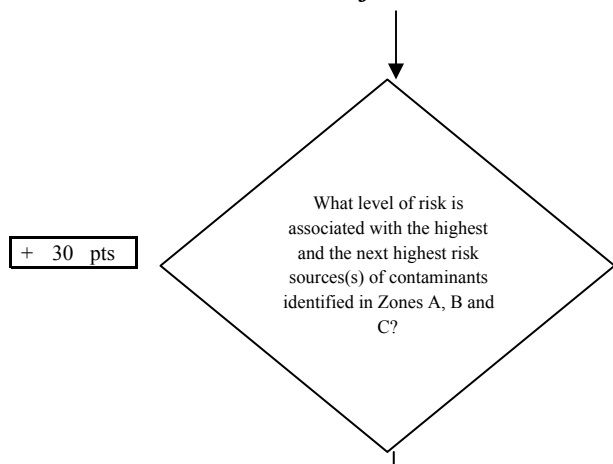 What level of risk is
associated with the highest
and the next highest risk
sources(s) of contaminants
identified in Zones A, B and
C?
+ 30 pts